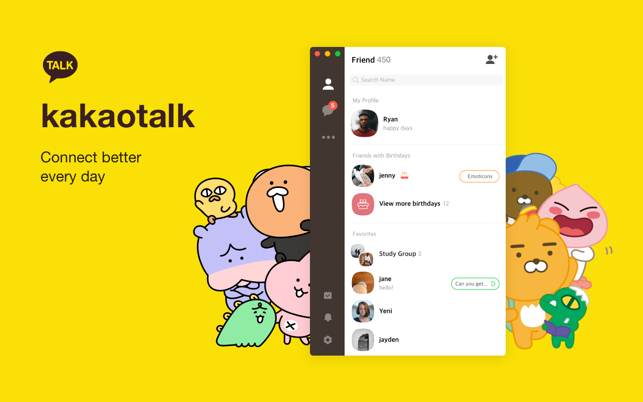 TALK
kakaotalk
Connect better
every day
Friend 450
Search Name
My Profile
Ryan
happy days
5
Friends with Birthdays
jenny
Emoticons
View more birthdays 12
Favorites
Study Group 3
jane
hello!
Can you get...
Yeni
jayden